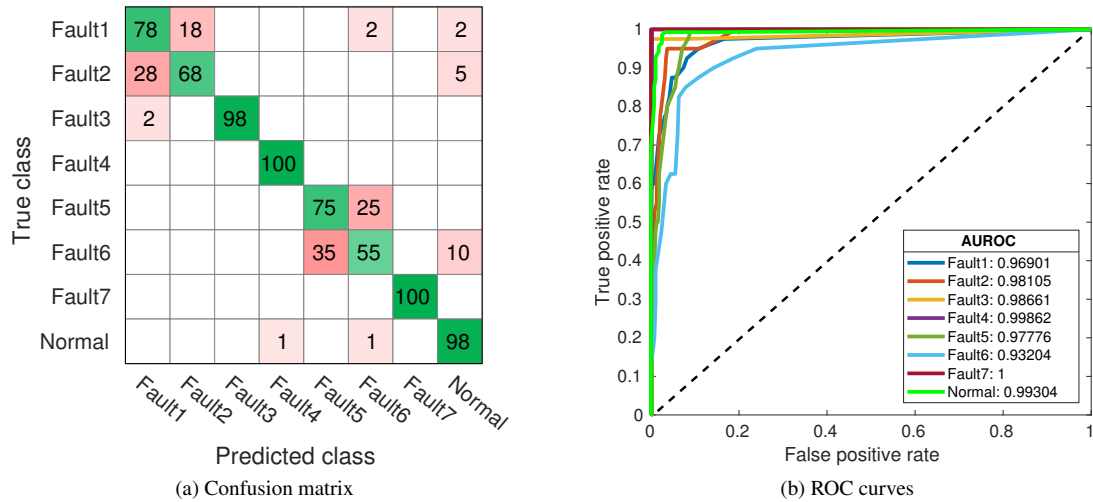 True class
Fault1 78 18 2 2
Fault2 28 68 5
Fault3 2 98
Fault4 100
Fault5 75 25
Fault6 35 55 10
Fault7 100
Normal 1 1 98
Fault1 Fault2 Fault3 Fault4 Fault5 Fault6 Fault7 Normal
Predicted class
(a) Confusion matrix
True positive rate
1
0.9
0.8
0.7
0.6
0.5
0.4
0.3
0.2
0.1
0
0 0.2 0.4 0.6 0.8 1
False positive rate
AUROC
Fault1: 0.96901
Fault2: 0.98105
Fault3: 0.98661
Fault4: 0.99862
Fault5: 0.97776
Fault6: 0.93204
Fault7: 1
Normal: 0.99304
(b) ROC curves